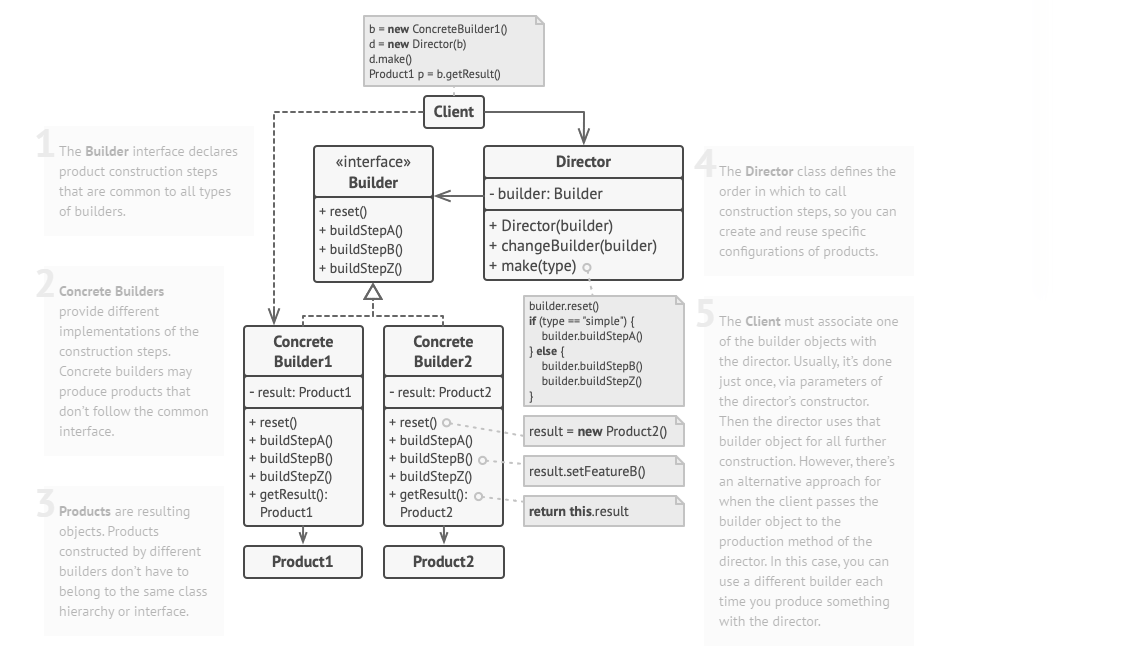 b = new ConcreteBuilder1()
d = new Director(b)
d.make()
Product1 p = b.getResult()
Client
1
The Builder interface declares
product construction steps
that are common to all types
of builders.
«interface»
Builder
+ reset()
+ buildStepA()
+ buildStepB()
+ buildStepZ()
Director
- builder: Builder
+ Director(builder)
+ changeBuilder(builder)
+ make(type)
4
The Director class defines the
order in which to call
construction steps, so you can
create and reuse specific
configurations of products.
2
Concrete Builders
provide different
implementations of the
construction steps.
Concrete builders may
produce products that
don't follow the common
interface.
Concrete
Builder1
- result: Product1
+ reset()
+ buildStepA()
+ buildStepB()
+ buildStepZ()
+ getResult():
Product1
Concrete
Builder2
- result: Product2
+ reset()
+ buildStepA()
+ buildStepB()
+ buildStepZ()
+ getResult():
Product2
builder.reset()
if (type == "simple") {
builder.buildStepA()
} else {
builder.buildStepB()
builder.buildStepZ()
}
result = new Product2()
result.setFeatureB()
return this.result
5
The Client must associate one
of the builder objects with
the director. Usually, it's done
just once, via parameters of
the director's constructor.
Then the director uses that
builder object for all further
construction. However, there's
an alternative approach for
when the client passes the
builder object to the
production method of the
director. In this case, you can
use a different builder each
time you produce something
with the director.
3
Products are resulting
objects. Products
constructed by different
builders don't have to
belong to the same class
hierarchy or interface.
Product1
Product2